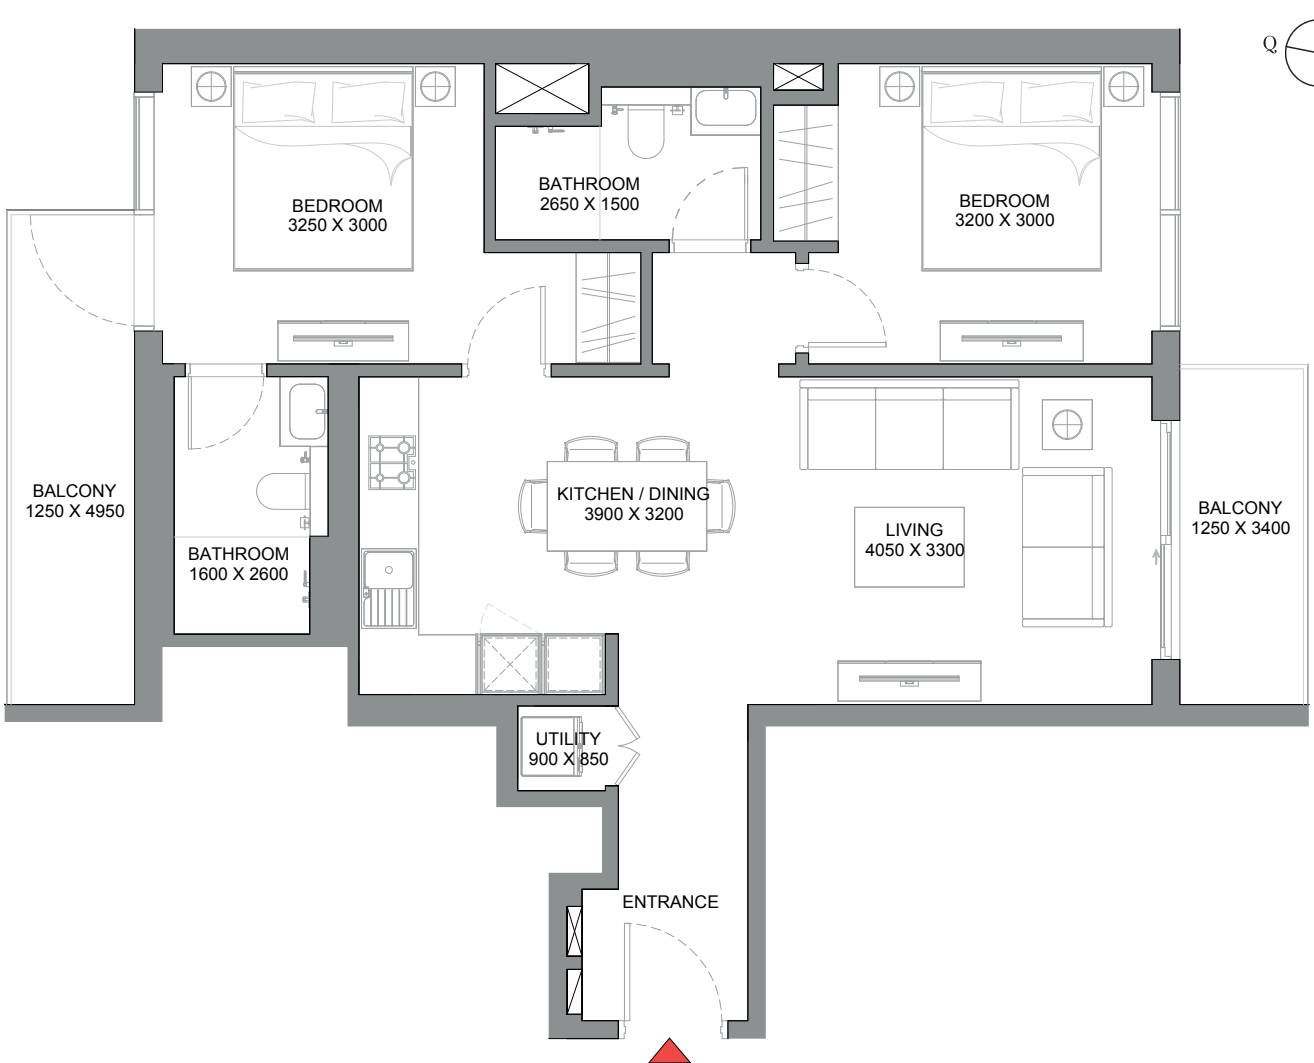 Q
BEDROOM
3250 X 3000
BATHROOM
2650 X 1500
BEDROOM
3200 X 3000
BALCONY
1250 X 4950
BATHROOM
1600 X 2600
KITCHEN / DINING
3900 X 3200
LIVING
4050 X 3300
BALCONY
1250 X 3400
UTILITY
900 X 850
ENTRANCE